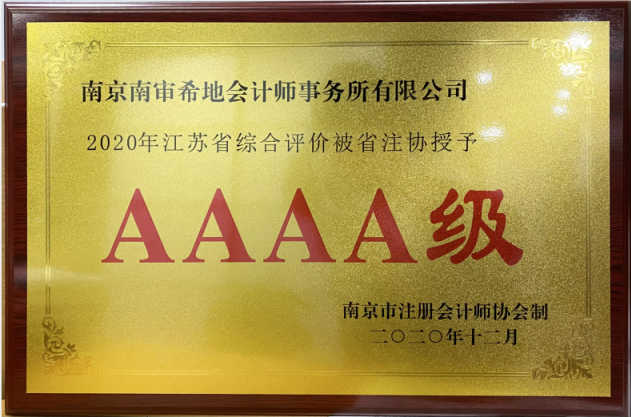 南京南审希地会计师事务所有限公司
2020年江苏省综合评价被省注协授予
AAAA级
南京市注册会计师协会制
二〇二〇年十二月